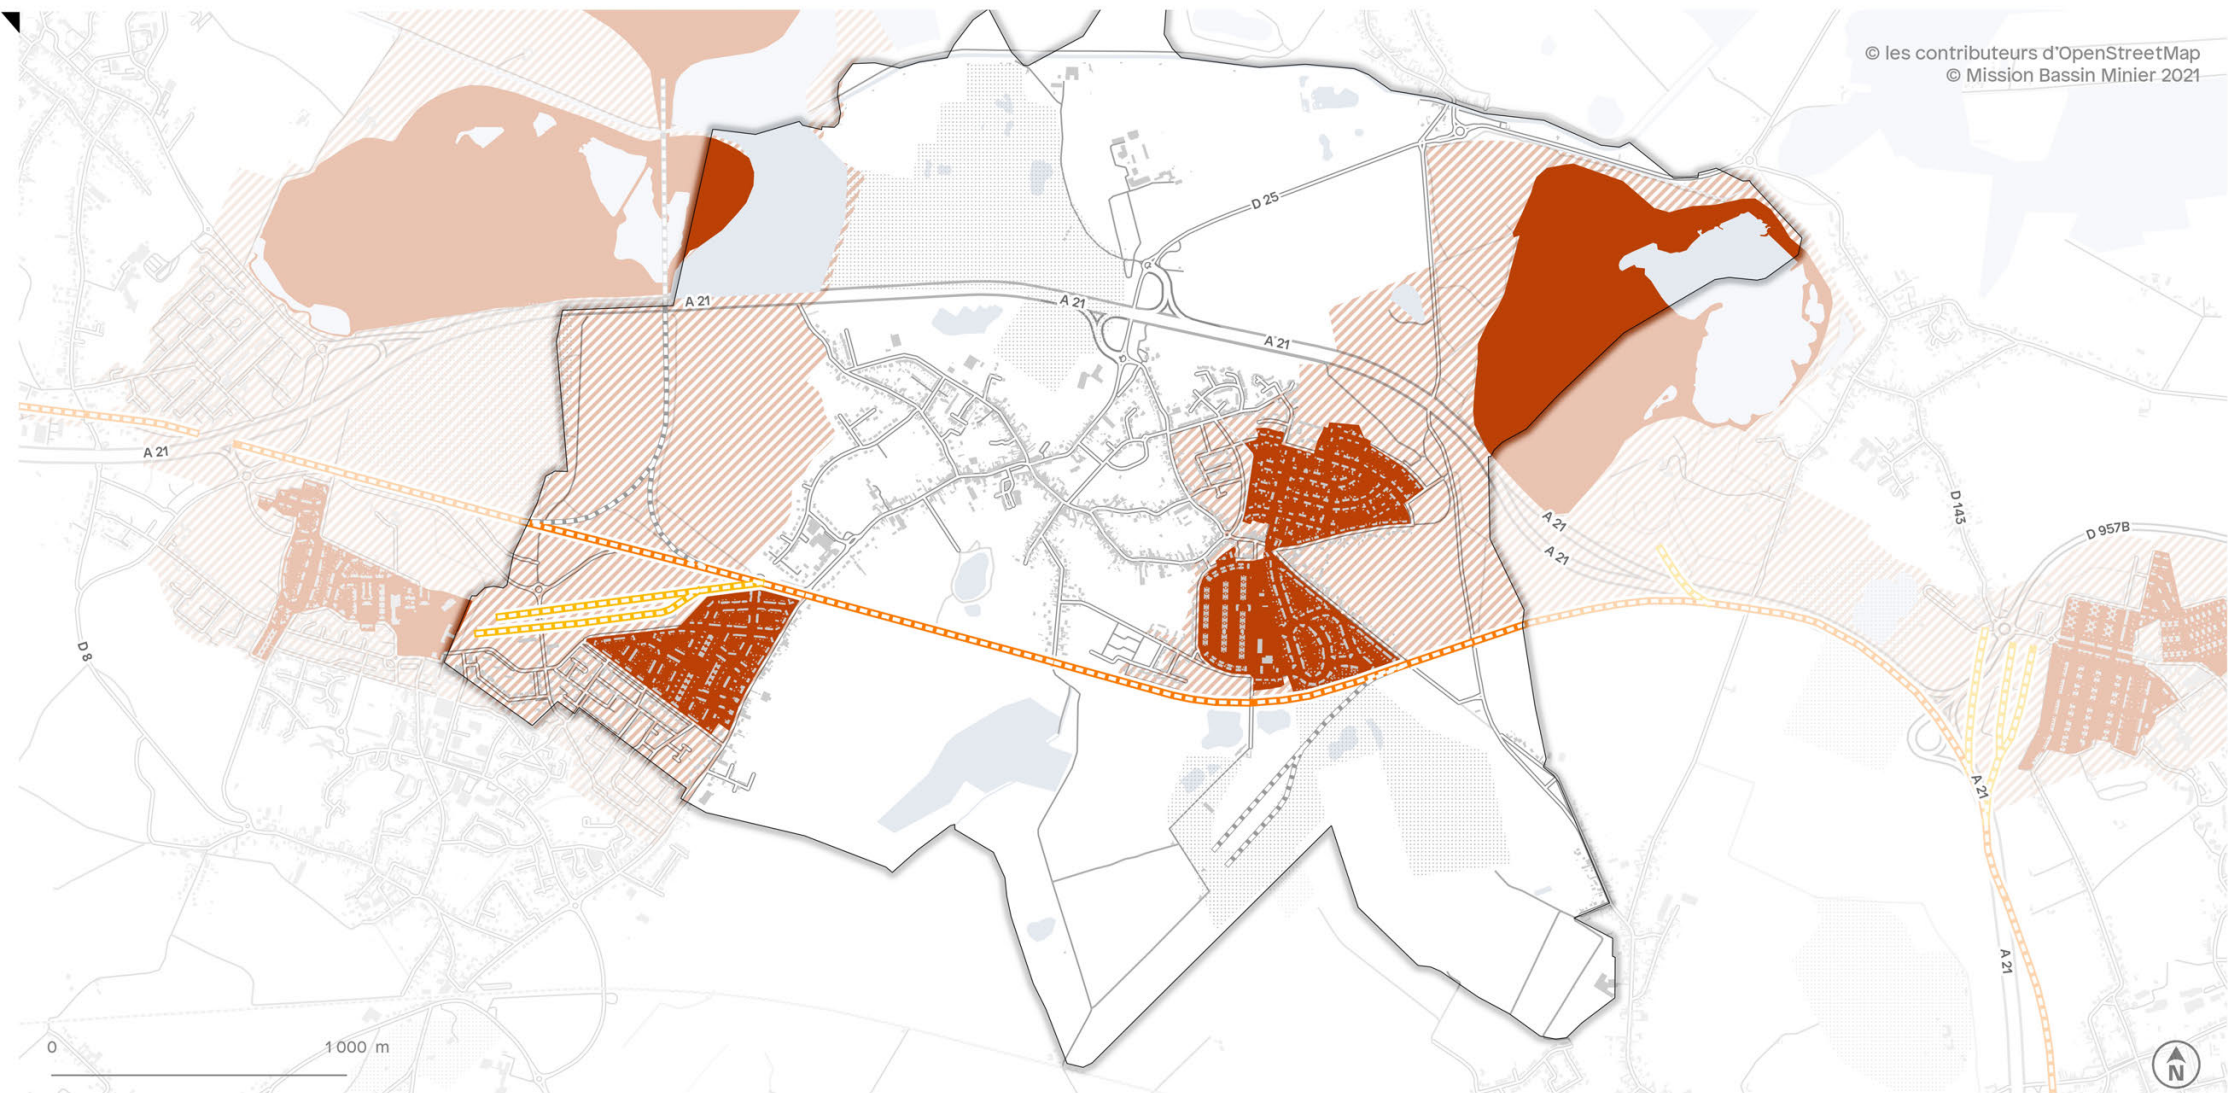 © les contributeurs d'OpenStreetMap
© Mission Bassin Minier 2021
D 25
A 21
A 21
A 21
A 21
D 143
A 21
D 957B
A 21
D 8
A 21
A 21
0
1 000 m
N